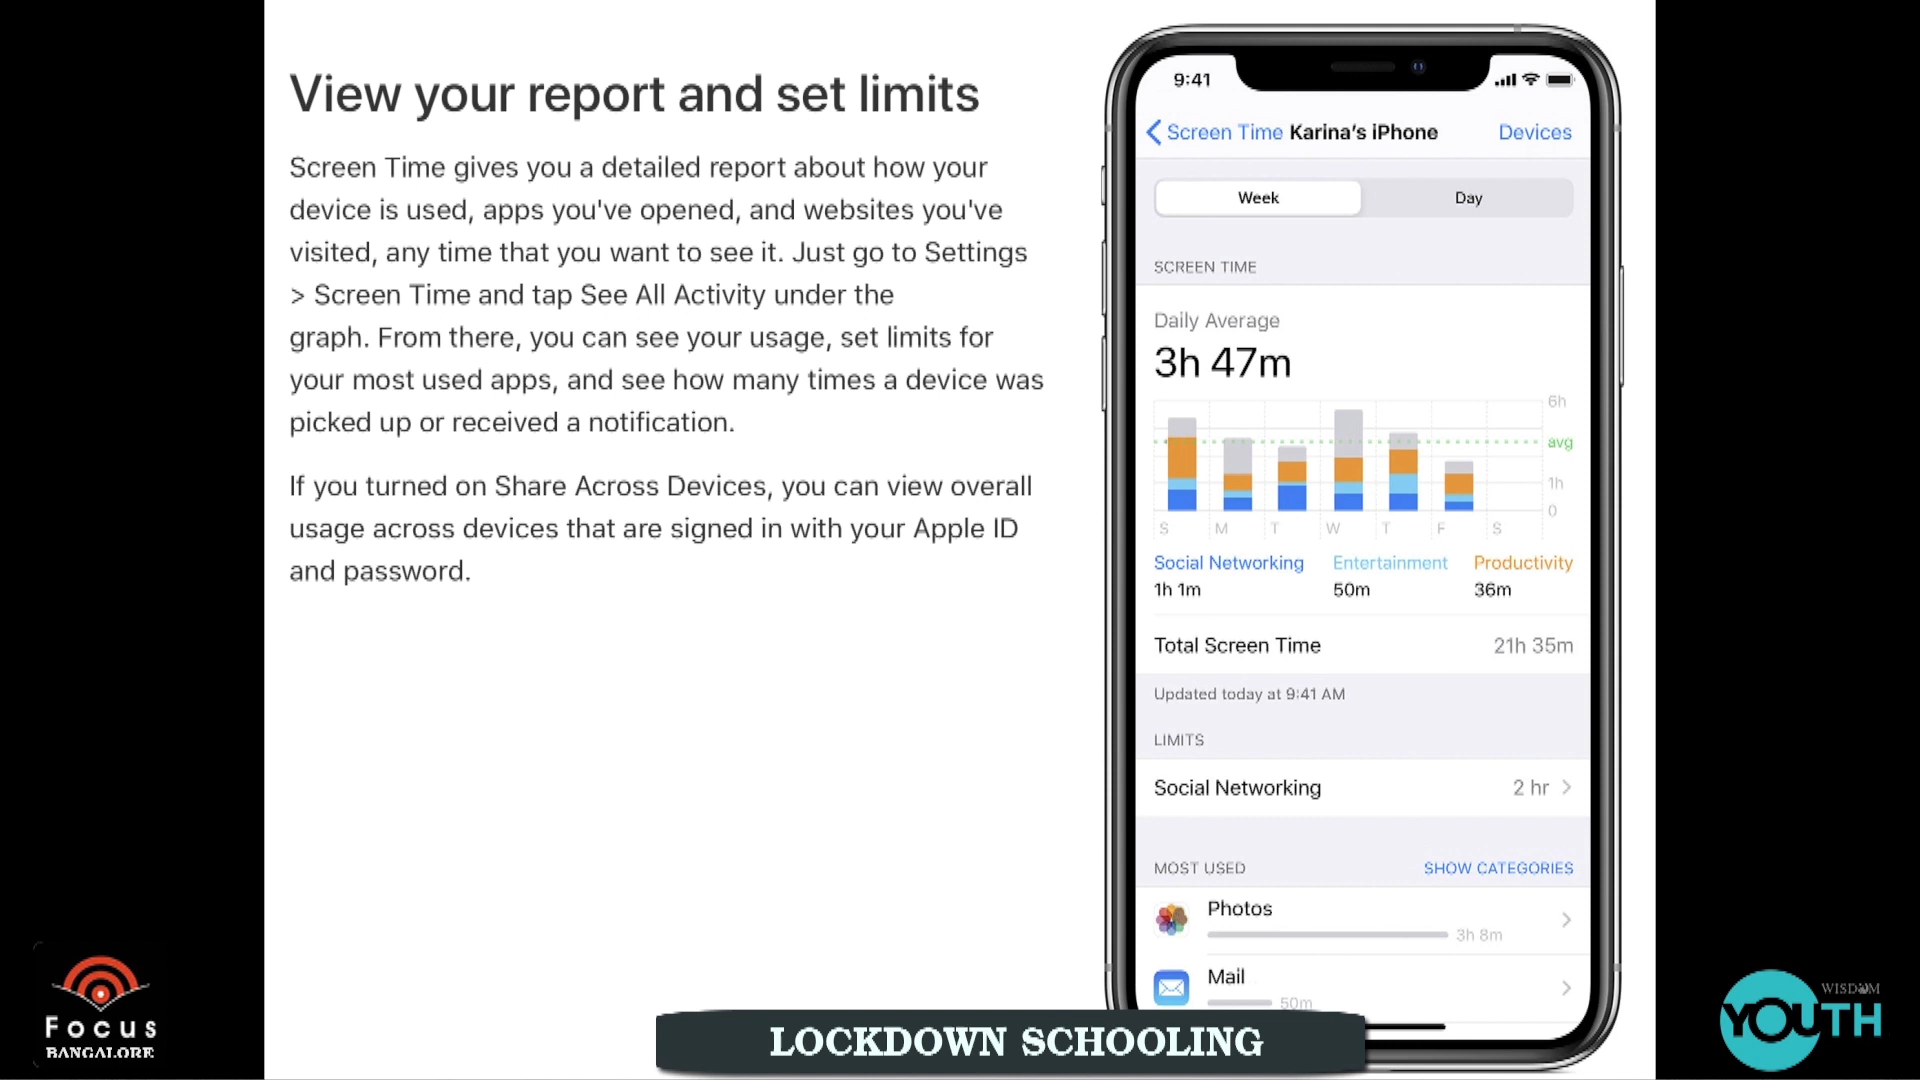 View your report and set limits
Screen Time gives you a detailed report about how your
device is used, apps you've opened, and websites you've
visited, any time that you want to see it. Just go to Settings
> Screen Time and tap See All Activity under the
graph. From there, you can see your usage, set limits for
your most used apps, and see how many times a device was
picked up or received a notification.
If you turned on Share Across Devices, you can view overall
usage across devices that are signed in with your Apple ID
and password.
9:41
Screen Time Karina's iPhone Devices
Week Day
SCREEN TIME
Daily Average
3h 47m
6h
avg
1h
0
S M T W T F S
Social Networking Entertainment Productivity
1h 1m 50m 36m
Total Screen Time 21h 35m
Updated today at 9:41 AM
LIMITS
Social Networking 2 hr
MOST USED SHOW CATEGORIES
Photos
3h 8m
Mail
50m
Focus
BANGALORE
LOCKDOWN SCHOOLING
WISDOM
YOUTH